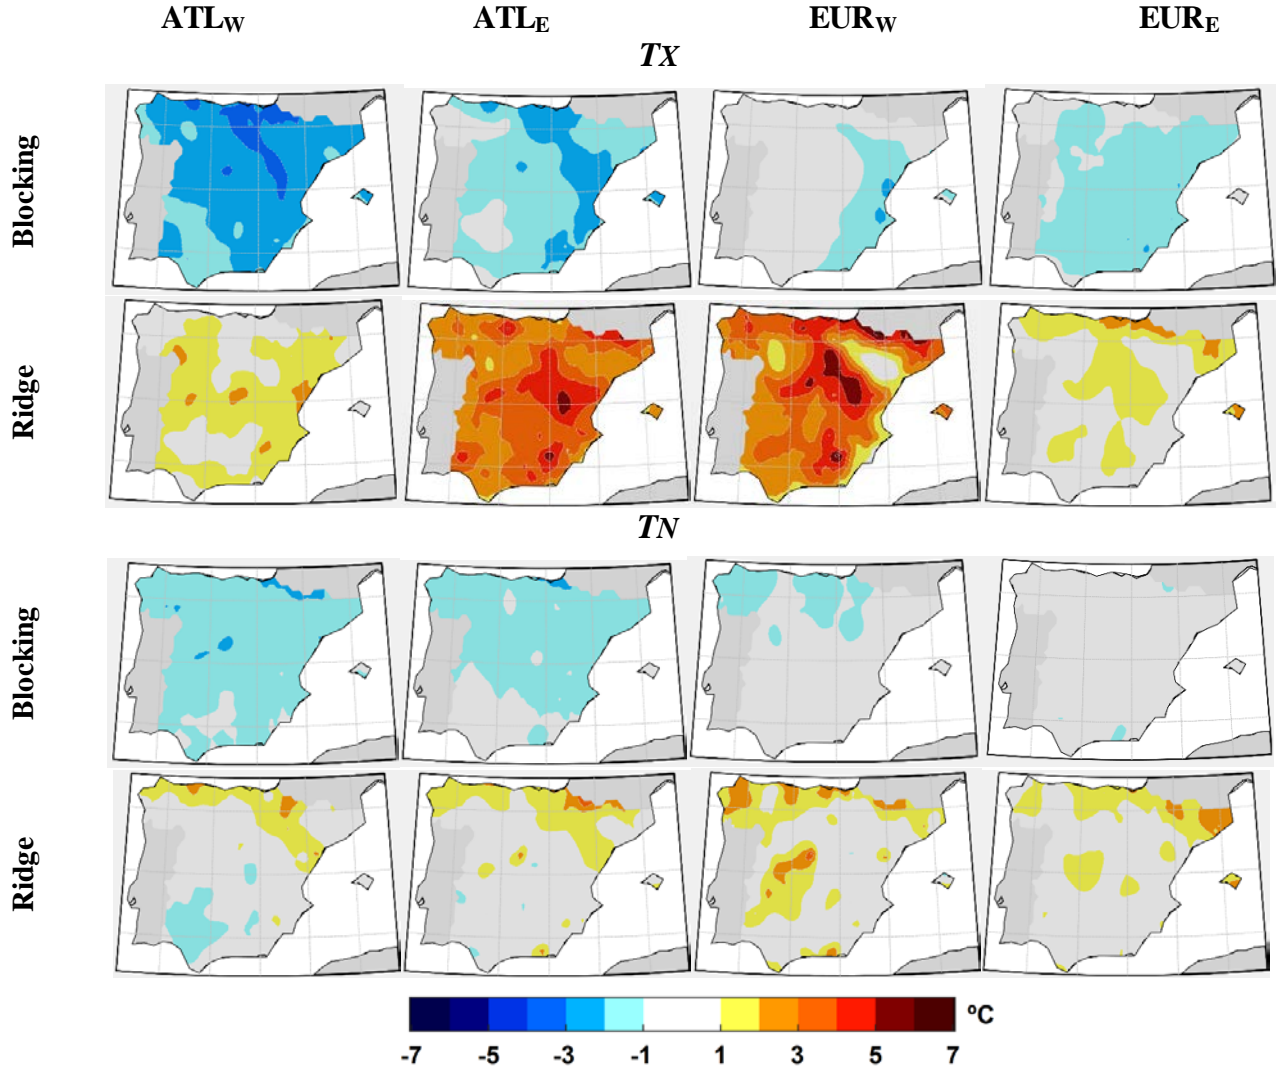 ATLW ATLE EURW EURE
TX
Blocking
Ridge
TN
Blocking
Ridge
ºC
-7 -5 -3 -1 1 3 5 7